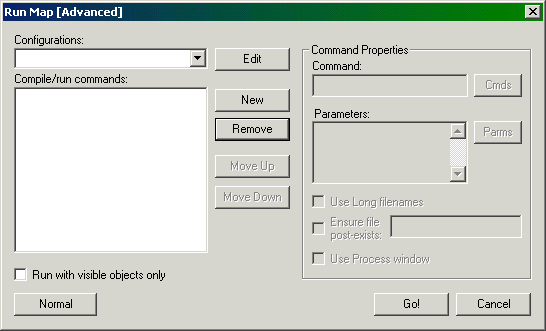 Run Map [Advanced]
Configurations:
Edit
Compile/run commands:
New
Remove
Move Up
Move Down
Run with visible objects only
Normal
Command Properties
Command:
Cmds
Parameters:
Parms
Use Long filenames
Ensure file
post-exists:
Use Process window
Go!
Cancel